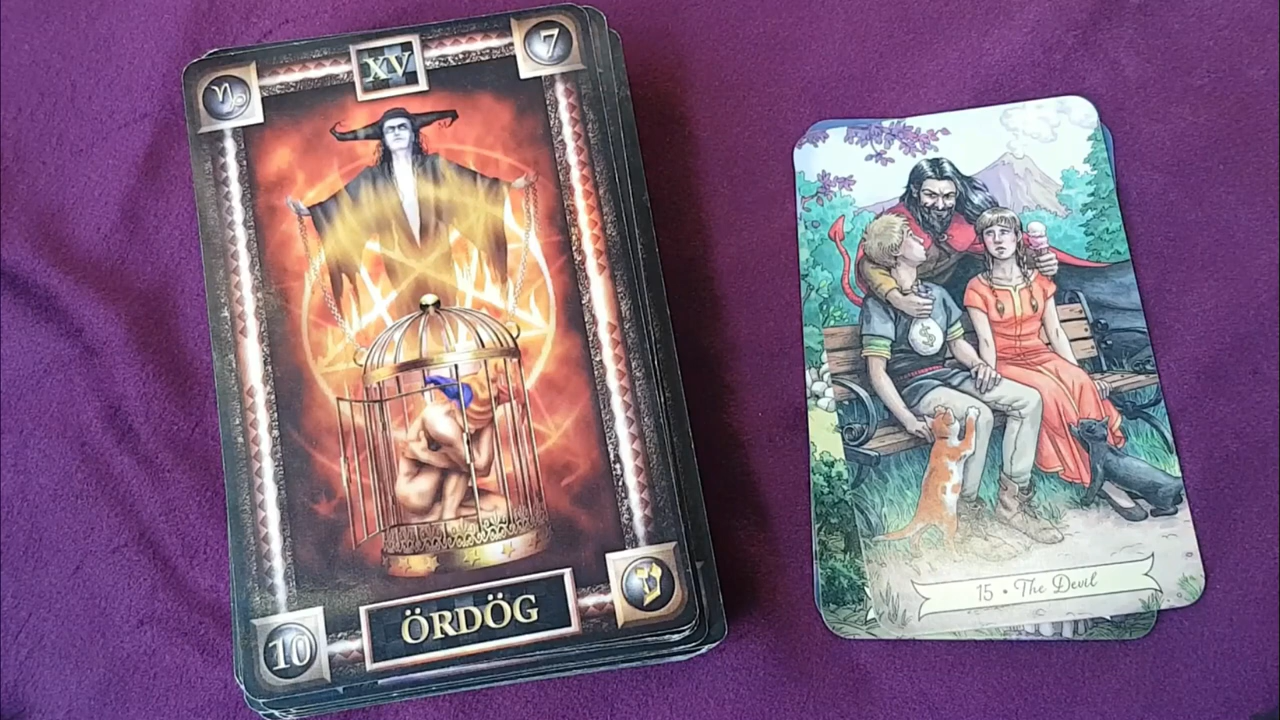 XV
7
♑
10
ÖRDÖG
ע
$
15 • The Devil